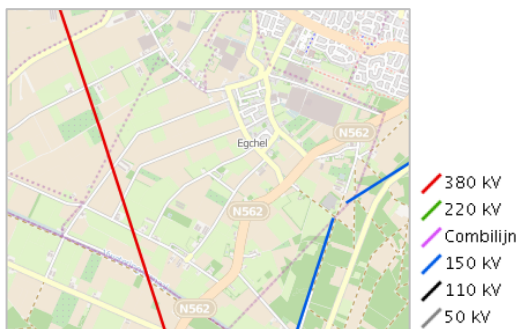 N562
Egchel
N562
N562
380 kV
220 kV
Combilijn
150 kV
110 kV
50 kV